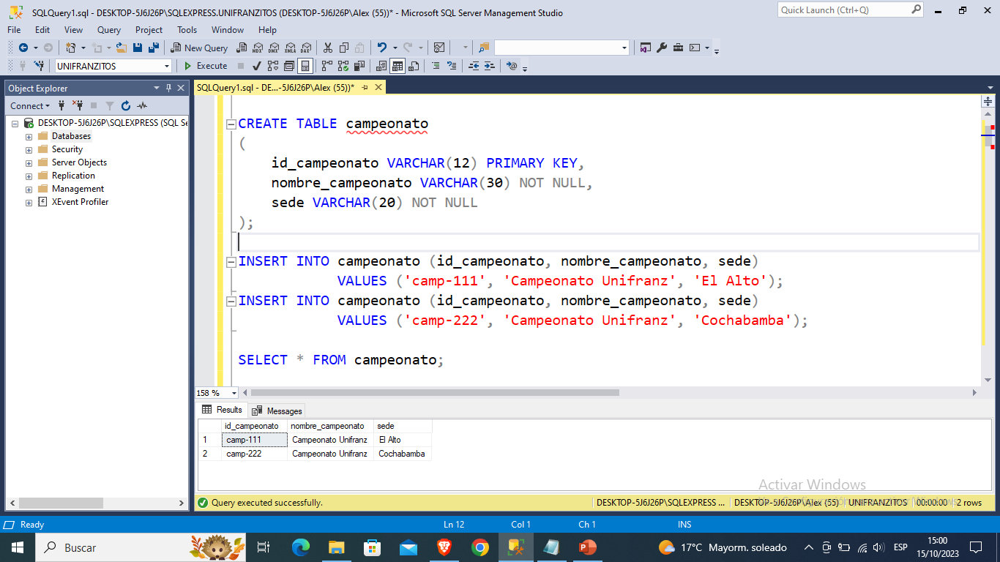 SQLQuery1.sql - DESKTOP-5J6J26P\SQLEXPRESS.UNIFRANZITOS (DESKTOP-5J6J26P\Alex (55))* - Microsoft SQL Server Management Studio
Quick Launch (Ctrl+Q)
File Edit View Query Project Tools Window Help
New Query MDX DMX XMLA DAX
UNIFRANZITOS Execute
Object Explorer
SQLQuery1.sql - DE...-5J6J26P\Alex (55))*
Connect
DESKTOP-5J6J26P\SQLEXPRESS (SQL Se
Databases
Security
Server Objects
Replication
Management
XEvent Profiler
CREATE TABLE campeonato
(
id_campeonato VARCHAR(12) PRIMARY KEY,
nombre_campeonato VARCHAR(30) NOT NULL,
sede VARCHAR(20) NOT NULL
);
INSERT INTO campeonato (id_campeonato, nombre_campeonato, sede)
VALUES ('camp-111', 'Campeonato Unifranz', 'El Alto');
INSERT INTO campeonato (id_campeonato, nombre_campeonato, sede)
VALUES ('camp-222', 'Campeonato Unifranz', 'Cochabamba');
SELECT * FROM campeonato;
158 %
Results Messages
id_campeonato nombre_campeonato sede
1 camp-111 Campeonato Unifranz El Alto
2 camp-222 Campeonato Unifranz Cochabamba
Activar Windows
Query executed successfully. DESKTOP-5J6J26P\SQLEXPRESS ... DESKTOP-5J6J26P\Alex (55) UNIFRANZITOS 00:00:00 2 rows
Ready Ln 12 Col 1 Ch 1 INS
Buscar
17°C Mayorm. soleado
ESP
15:00
15/10/2023